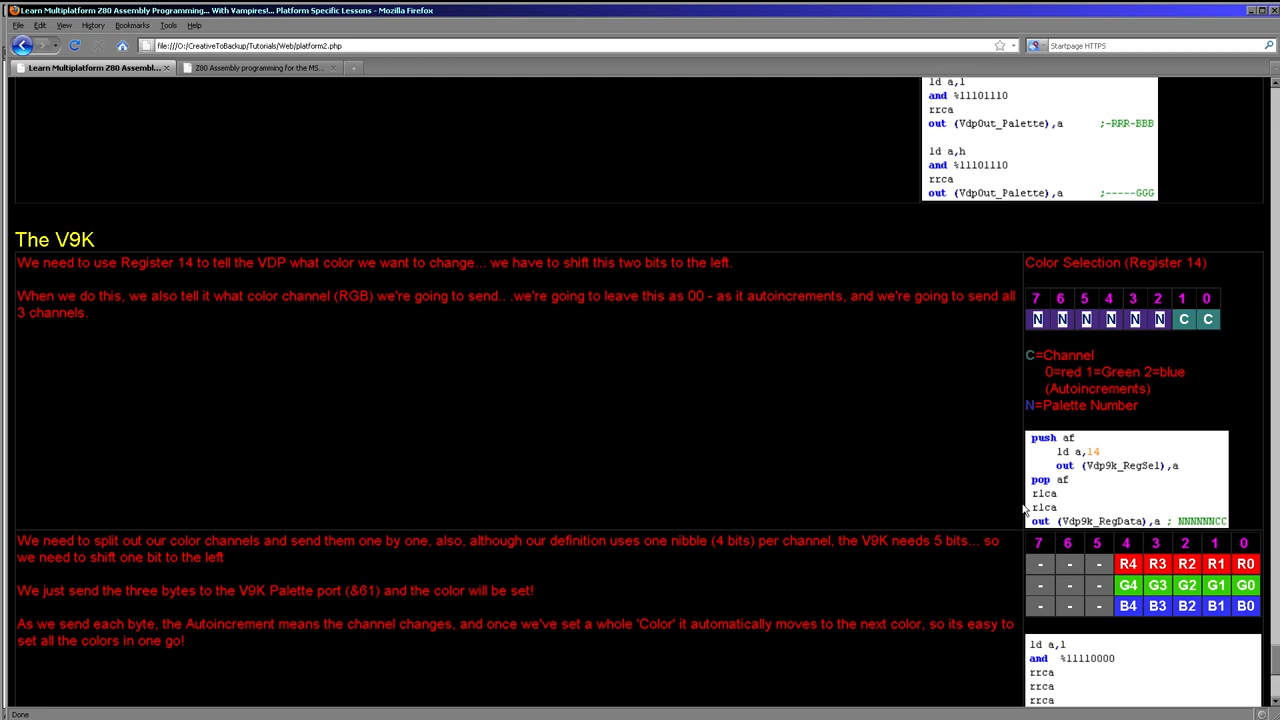 Learn Multiplatform Z80 Assembly Programming... With Vampires!... Platform Specific Lessons - Mozilla Firefox
File Edit View History Bookmarks Tools Help
file:///O:/CreativeToBackup/Tutorials/Web/platform2.php
Startpage HTTPS
Learn Multiplatform Z80 Assembl...
Z80 Assembly programming for the MS...
ld a,l
and %11101110
rrca
out (VdpOut_Palette),a ;-RRR-BBB
ld a,h
and %11101110
rrca
out (VdpOut_Palette),a ;-----GGG
The V9K
We need to use Register 14 to tell the VDP what color we want to change... we have to shift this two bits to the left.
When we do this, we also tell it what color channel (RGB) we're going to send.. .we're going to leave this as 00 - as it autoincrements, and we're going to send all
3 channels.
Color Selection (Register 14)
7 6 5 4 3 2 1 0
N N N N N N C C
C=Channel
0=red 1=Green 2=blue
(Autoincrements)
N=Palette Number
push af
ld a,14
out (Vdp9k_RegSel),a
pop af
rlca
rlca
out (Vdp9k_RegData),a ; NNNNNNCC
We need to split out our color channels and send them one by one, also, although our definition uses one nibble (4 bits) per channel, the V9K needs 5 bits... so
we need to shift one bit to the left
We just send the three bytes to the V9K Palette port (&61) and the color will be set!
As we send each byte, the Autoincrement means the channel changes, and once we've set a whole 'Color' it automatically moves to the next color, so its easy to
set all the colors in one go!
7 6 5 4 3 2 1 0
- - - R4 R3 R2 R1 R0
- - - G4 G3 G2 G1 G0
- - - B4 B3 B2 B1 B0
ld a,l
and %11110000
rrca
rrca
rrca
Done